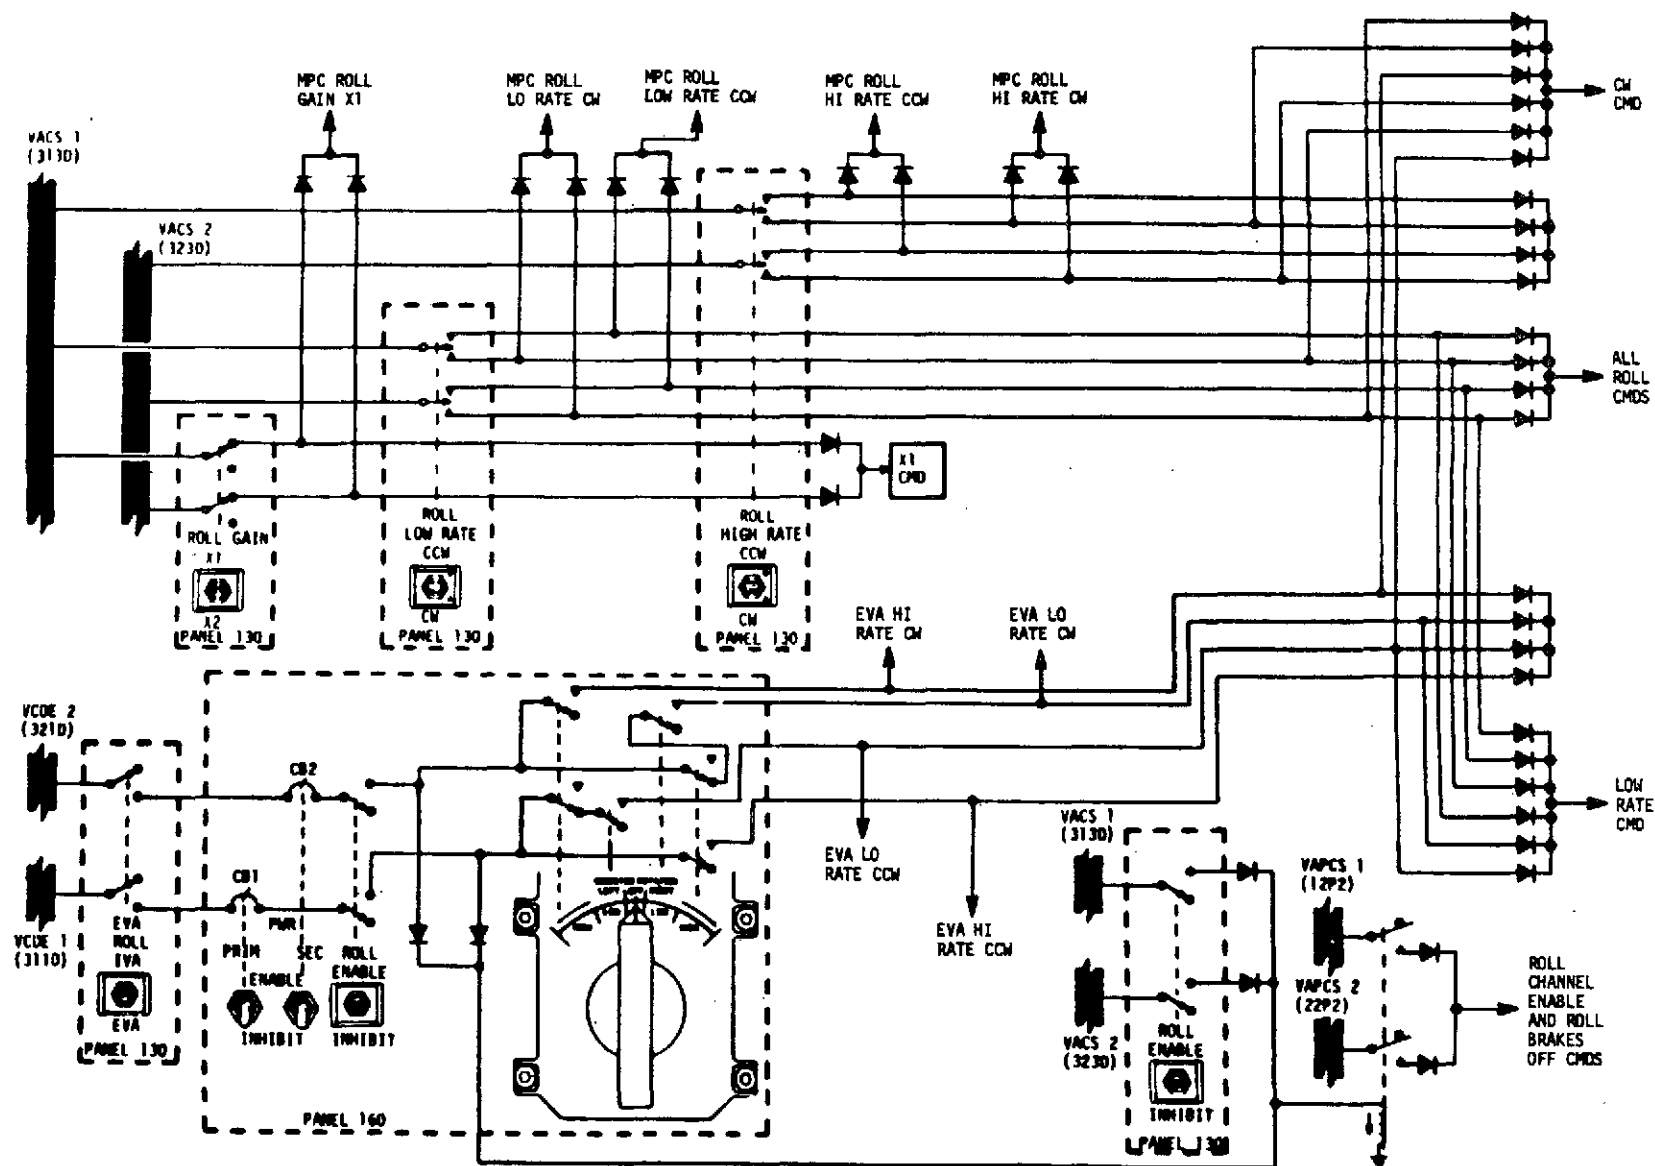 MPC ROLL
GAIN X1
MPC ROLL
LO RATE CW
MPC ROLL
LOW RATE CCW
MPC ROLL
HI RATE CCW
MPC ROLL
HI RATE CW
CW
CMD
VACS 1
(313D)
VACS 2
(323D)
ALL
ROLL
CMDS
X1
CMD
ROLL GAIN
X1
X2
PANEL 130
ROLL
LOW RATE
CCW
CW
PANEL 130
ROLL
HIGH RATE
CCW
CW
PANEL 130
EVA HI
RATE CW
EVA LO
RATE CW
VCDE 2
(321D)
CB2
LOW
RATE
CMD
EVA LO
RATE CCW
EVA HI
RATE CCW
VCDE 1
(311D)
EVA
ROLL
IVA
EVA
PANEL 130
CB1
PWR
PRIM
SEC
ENABLE
INHIBIT
ROLL
ENABLE
INHIBIT
LEFT OFF RIGHT
PANEL 160
VACS 1
(313D)
VACS 2
(323D)
ROLL
ENABLE
INHIBIT
PANEL 130
VAPCS 1
(12P2)
VAPCS 2
(22P2)
ROLL
CHANNEL
ENABLE
AND ROLL
BRAKES
OFF CMDS